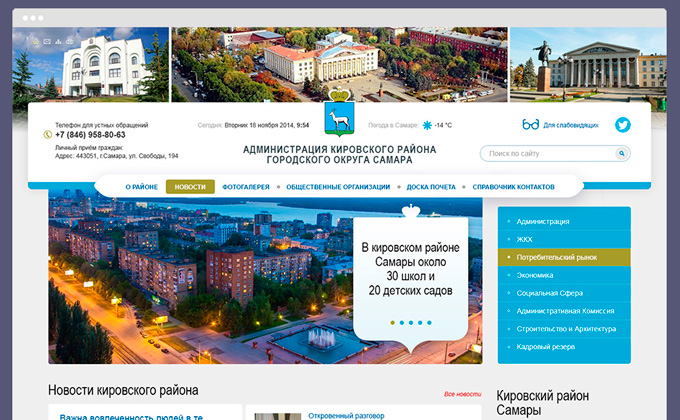 Телефон для устных обращений
+7 (846) 958-80-63
Личный приём граждан:
Адрес: 443051, г.Самара, ул. Свободы, 194
Сегодня: Вторник 18 ноября 2014, 9:54
Погода в Самаре: -14 °C
АДМИНИСТРАЦИЯ КИРОВСКОГО РАЙОНА
ГОРОДСКОГО ОКРУГА САМАРА
Для слабовидящих
Поиск по сайту
О РАЙОНЕ
НОВОСТИ
ФОТОГАЛЕРЕЯ
ОБЩЕСТВЕННЫЕ ОРГАНИЗАЦИИ
ДОСКА ПОЧЕТА
СПРАВОЧНИК КОНТАКТОВ
В кировском районе
Самары около
30 школ и
20 детских садов
Администрация
ЖКХ
Потребительский рынок
Экономика
Социальная Сфера
Административная Комиссия
Строительство и Архитектура
Кадровый резерв
Новости кировского района
Все новости
Важна вовлеченность людей в те
Откровенный разговор
Кировский район
Самары